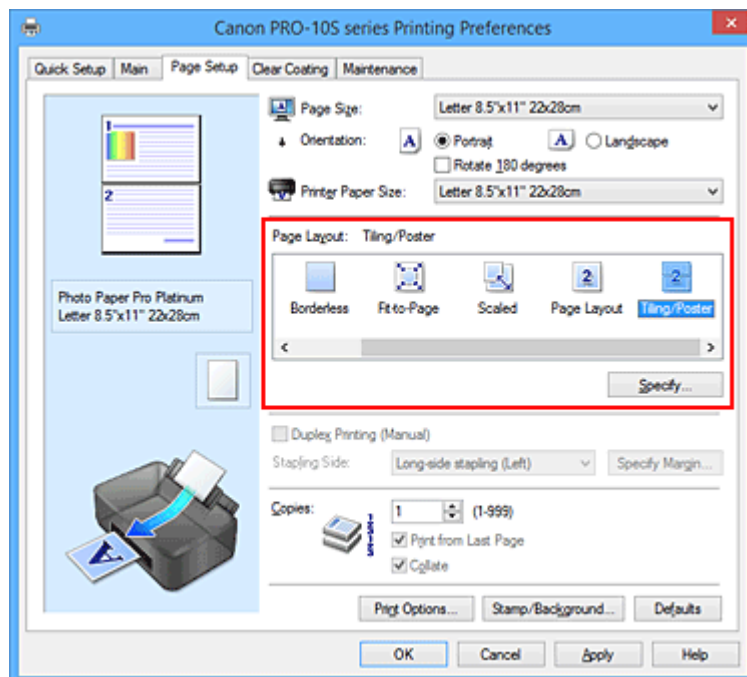 Canon PRO-10S series Printing Preferences
Quick Setup Main Page Setup Clear Coating Maintenance
1
2
Photo Paper Pro Platinum
Letter 8.5"x11" 22x28cm
A
Page Size: Letter 8.5"x11" 22x28cm
Orientation: A Portrait A Landscape
Rotate 180 degrees
Printer Paper Size: Letter 8.5"x11" 22x28cm
Page Layout: Tiling/Poster
2 2
Borderless Fit-to-Page Scaled Page Layout Tiling/Poster
Specify...
Duplex Printing (Manual)
Stapling Side: Long-side stapling (Left) Specify Margin...
Copies: 1 (1-999)
Print from Last Page
Collate
Print Options... Stamp/Background... Defaults
OK Cancel Apply Help